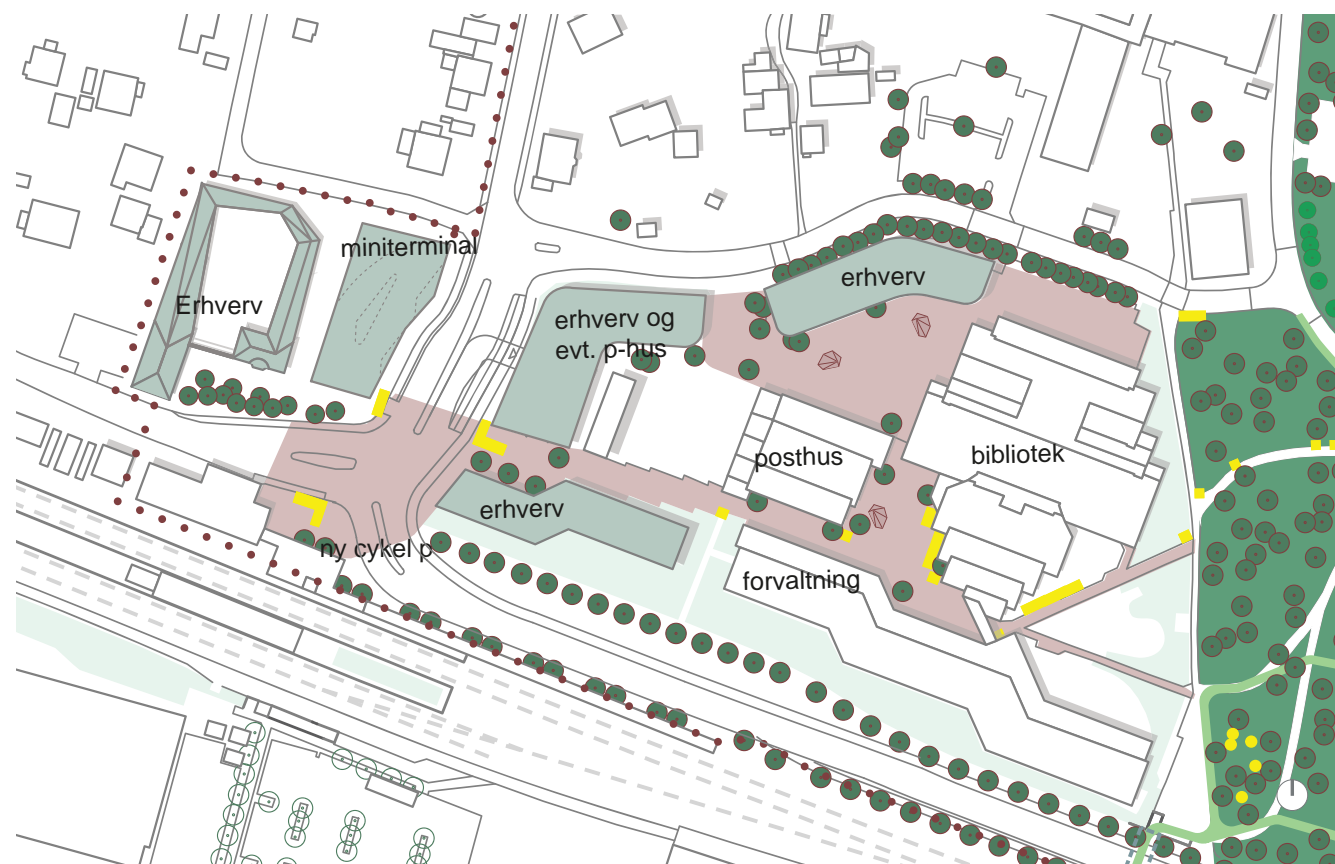 miniterminal
Erhverv
erhverv
erhverv og
evt. p-hus
posthus
bibliotek
erhverv
ny cykel p
forvaltning